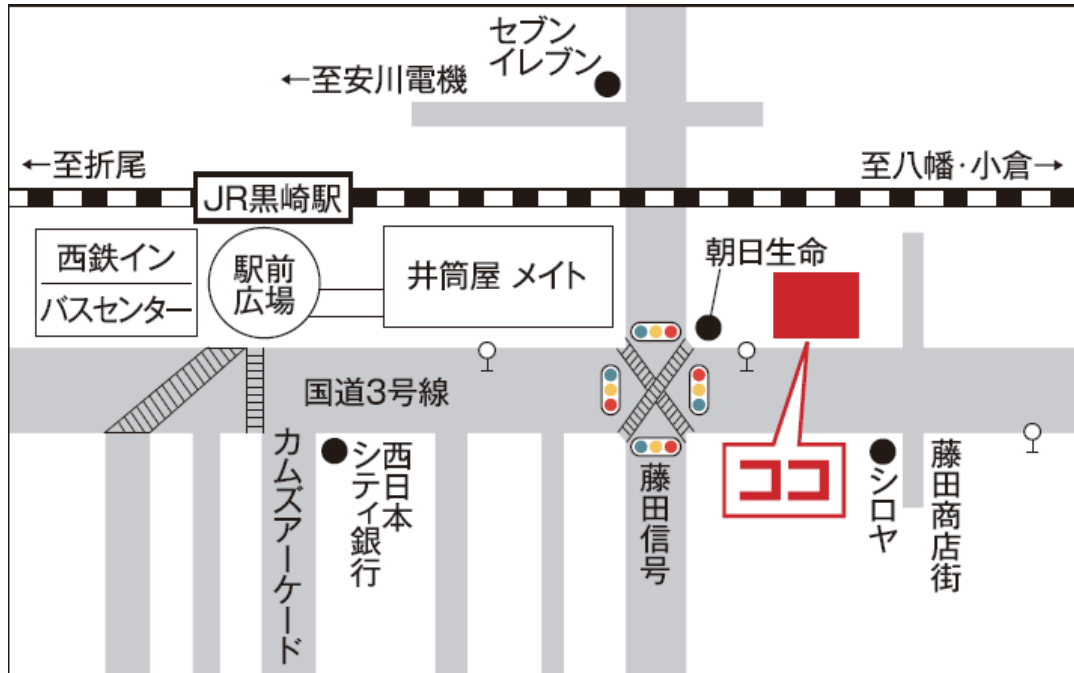 セブン
イレブン
←至安川電機
←至折尾
至八幡・小倉→
JR黒崎駅
西鉄イン
バスセンター
駅前
広場
井筒屋 メイト
朝日生命
国道3号線
カムズアーケード
西日本
シティ銀行
藤田信号
ココ
シロヤ
藤田商店街